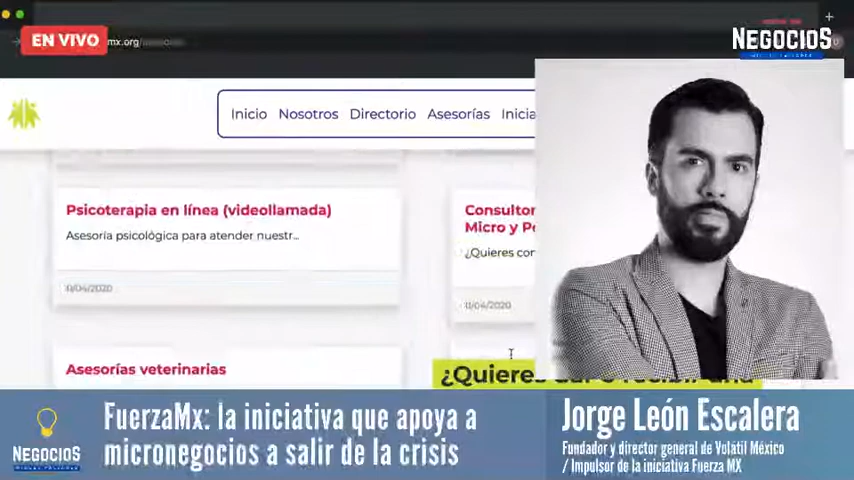 EN VIVO
mx.org/
NEGOCIOS
Inicio Nosotros Directorio Asesorías Inicia
Psicoterapia en línea (videollamada)
Asesoría psicológica para atender nuestr...
11/04/2020
Consultor
Micro y Pe
¿Quieres con
11/04/2020
Asesorías veterinarias
¿Quieres
FuerzaMx: la iniciativa que apoya a
micronegocios a salir de la crisis
NEGOCIOS
Jorge León Escalera
Fundador y director general de Volátil México
/ Impulsor de la iniciativa Fuerza MX